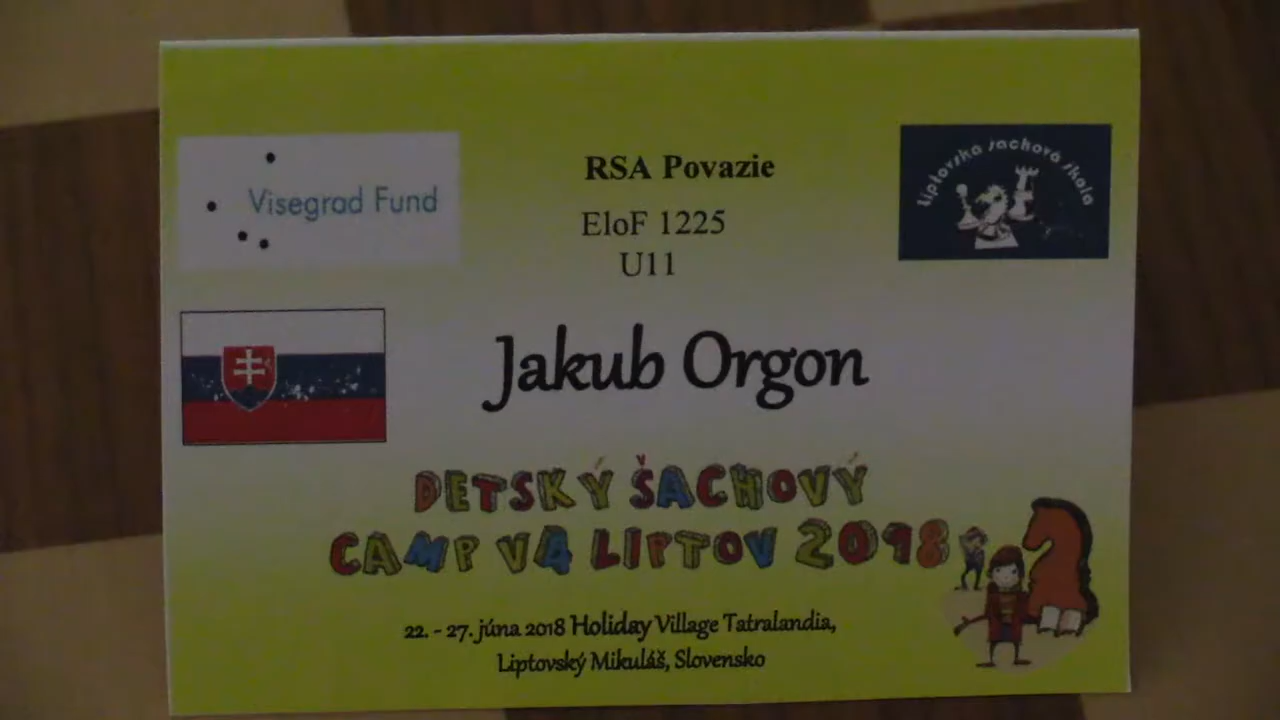 Visegrad Fund
RSA Povazie
EloF 1225
U11
Liptovska sachová skola
Jakub Orgon
DETSKÝ ŠACHOVÝ
CAMP V4 LIPTOV 2018
22. - 27. júna 2018 Holiday Village Tatralandia,
Liptovský Mikuláš, Slovensko